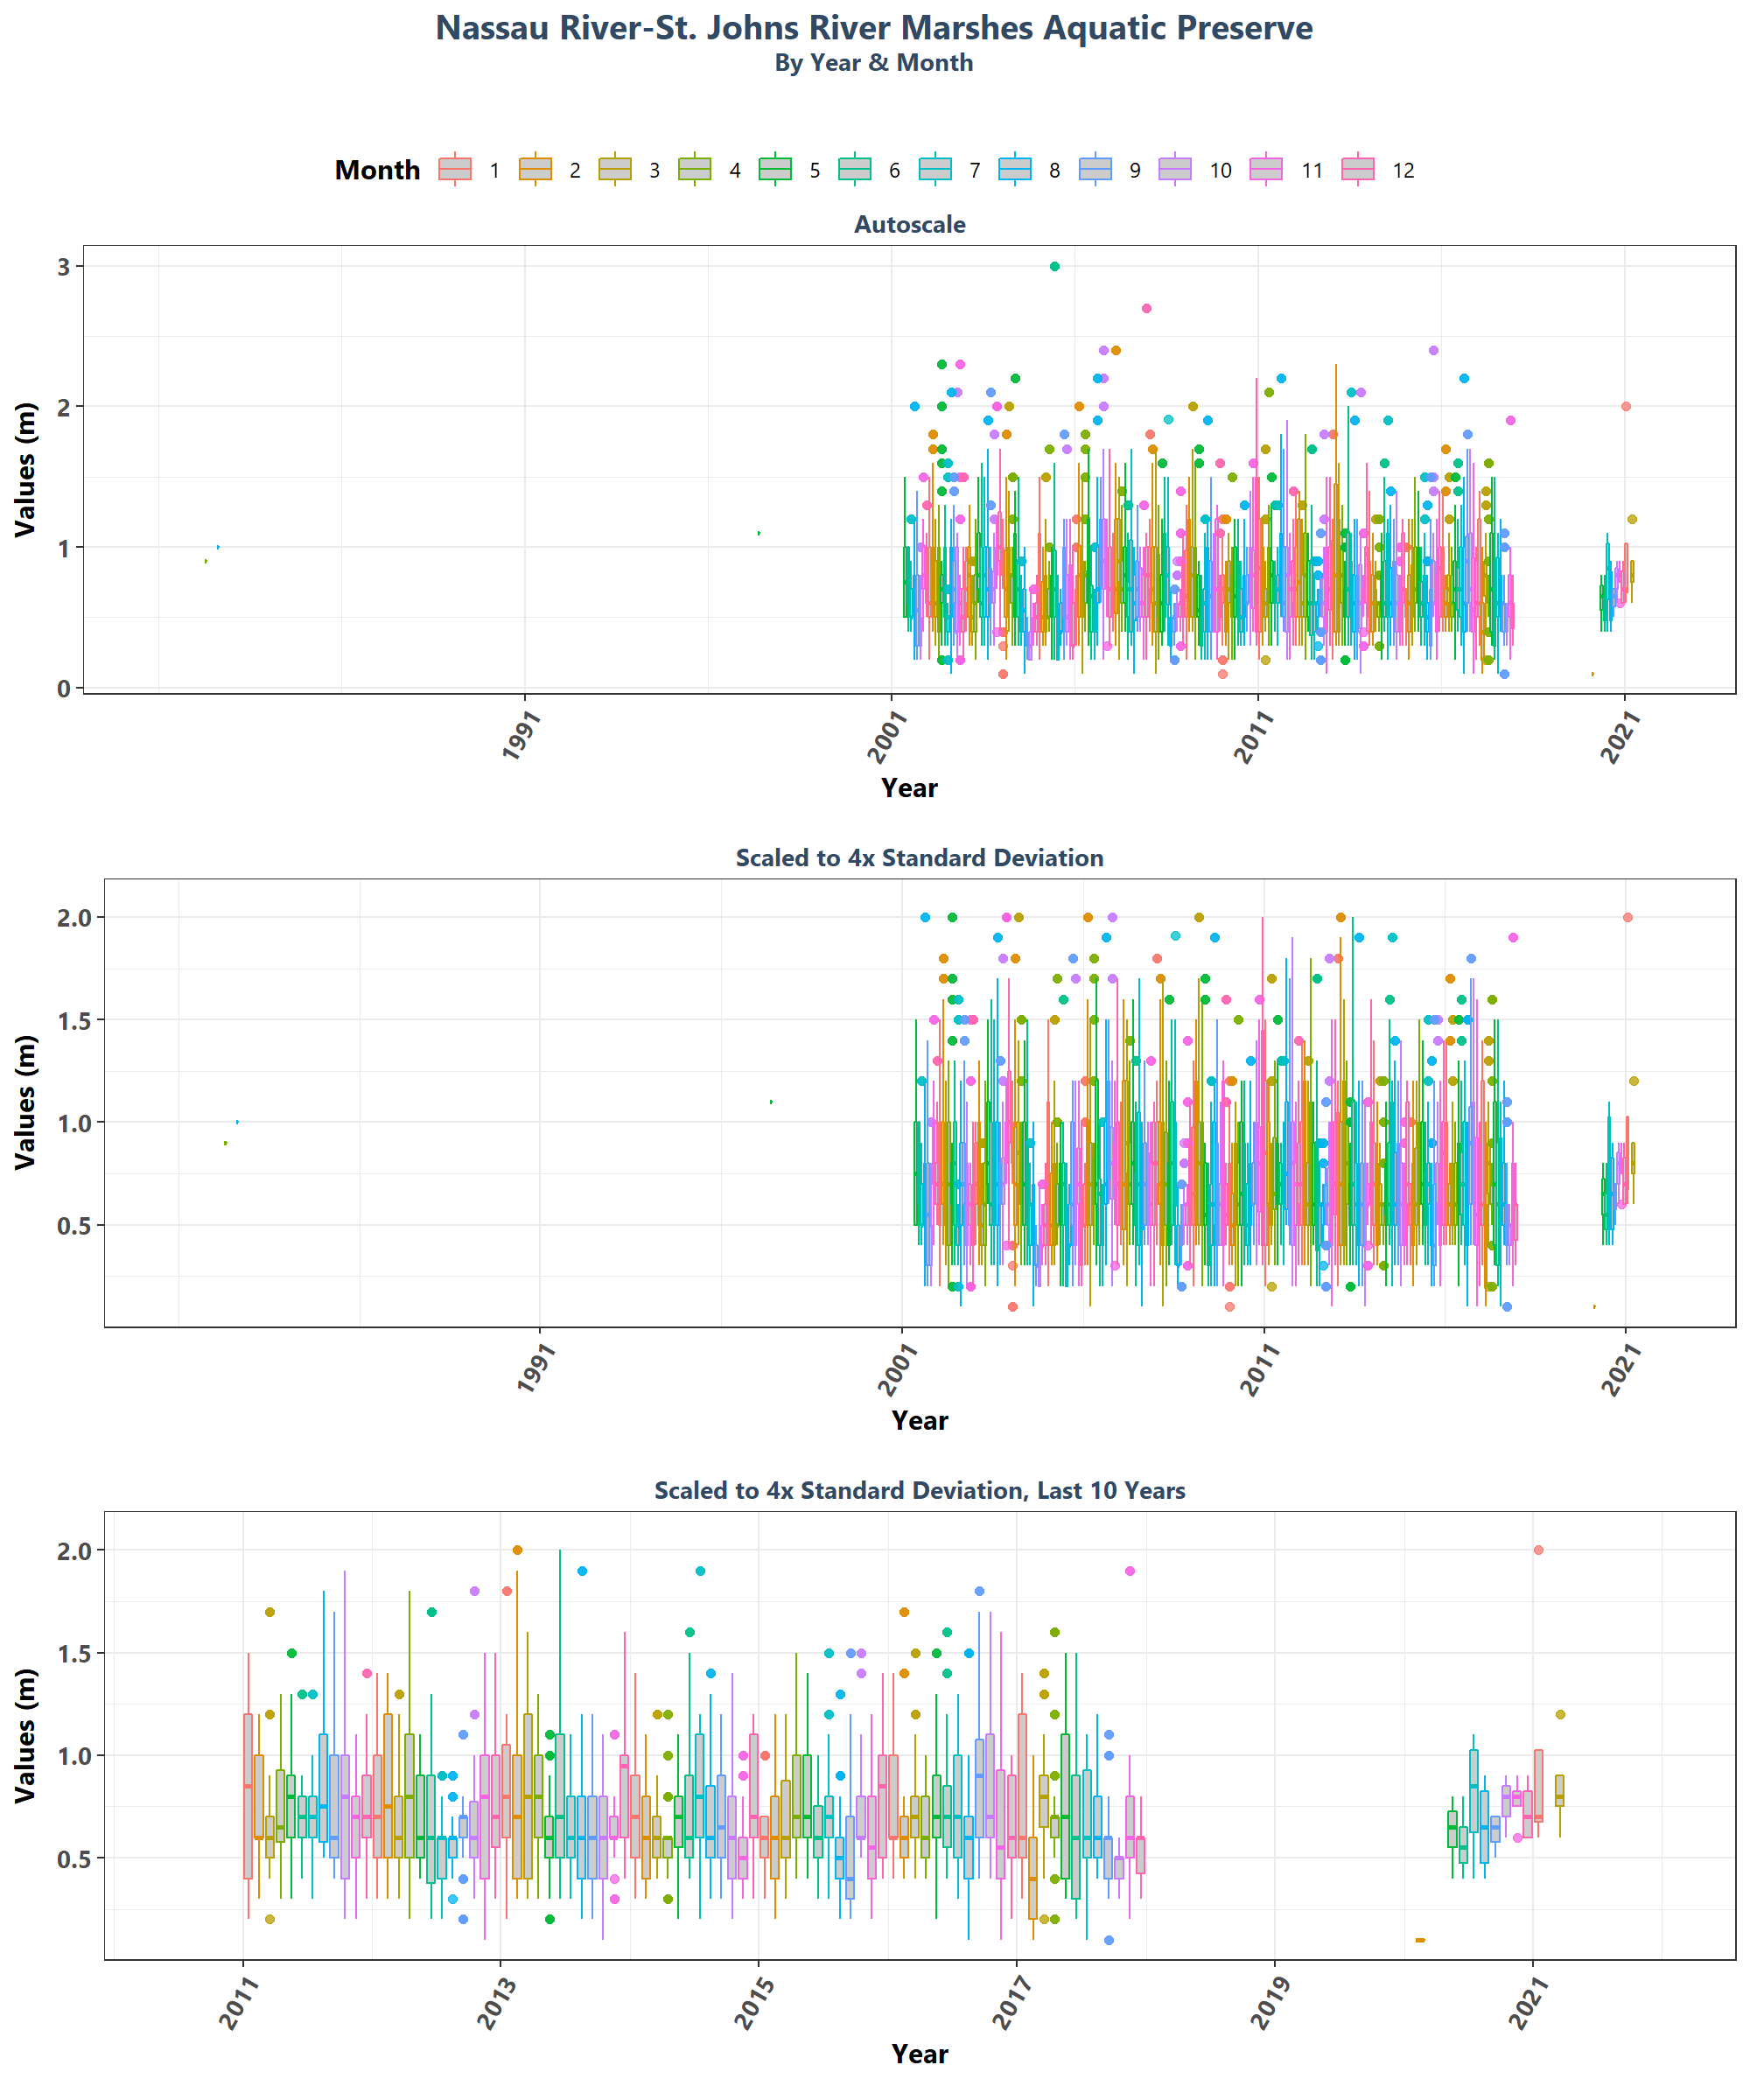 Nassau River-St. Johns River Marshes Aquatic Preserve
By Year & Month
Month 1 2 3 4 5 6 7 8 9 10 11 12
Autoscale
Values (m)
3
2
1
0
1991 2001 2011 2021
Year
Scaled to 4x Standard Deviation
Values (m)
2.0
1.5
1.0
0.5
1991 2001 2011 2021
Year
Scaled to 4x Standard Deviation, Last 10 Years
Values (m)
2.0
1.5
1.0
0.5
2011 2013 2015 2017 2019 2021
Year